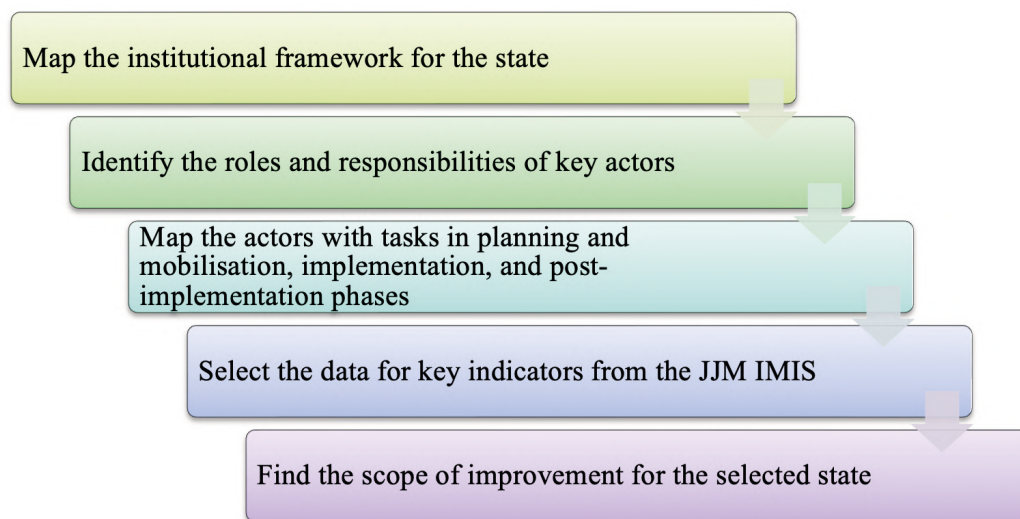 Map the institutional framework for the state
Identify the roles and responsibilities of key actors
Map the actors with tasks in planning and
mobilisation, implementation, and post-
implementation phases
Select the data for key indicators from the JJM IMIS
Find the scope of improvement for the selected state